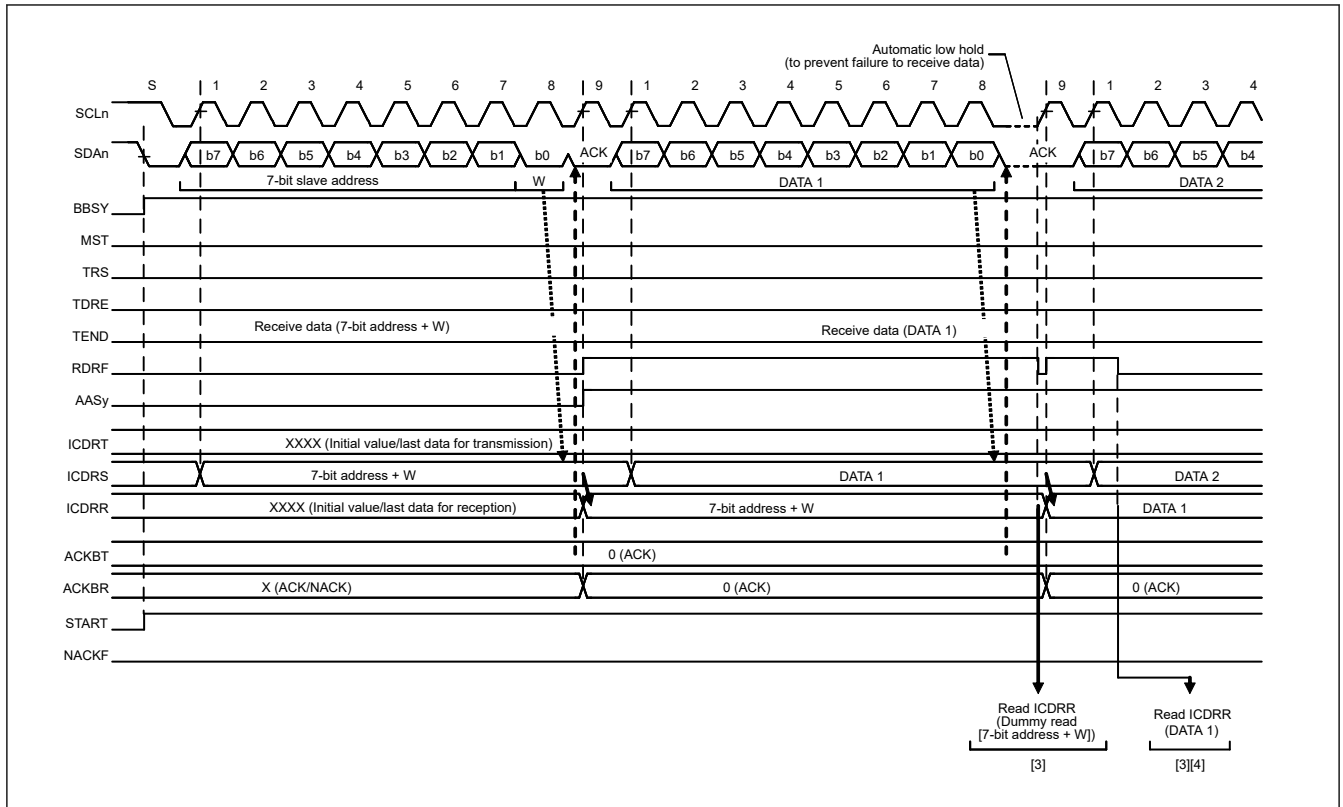 Automatic low hold
(to prevent failure to receive data)
S 1 2 3 4 5 6 7 8 9 1 2 3 4 5 6 7 8 9 1 2 3 4
SCLn
SDAn b7 b6 b5 b4 b3 b2 b1 b0 ACK b7 b6 b5 b4 b3 b2 b1 b0 ACK b7 b6 b5 b4
7-bit slave address W DATA 1 DATA 2
BBSY
MST
TRS
TDRE
Receive data (7-bit address + W) Receive data (DATA 1)
TEND
RDRF
AASy
ICDRT XXXX (Initial value/last data for transmission)
ICDRS 7-bit address + W DATA 1 DATA 2
ICDRR XXXX (Initial value/last data for reception) 7-bit address + W DATA 1
ACKBT 0 (ACK)
ACKBR X (ACK/NACK) 0 (ACK) 0 (ACK)
START
NACKF
Read ICDRR
(Dummy read
[7-bit address + W])
[3]
Read ICDRR
(DATA 1)
[3][4]